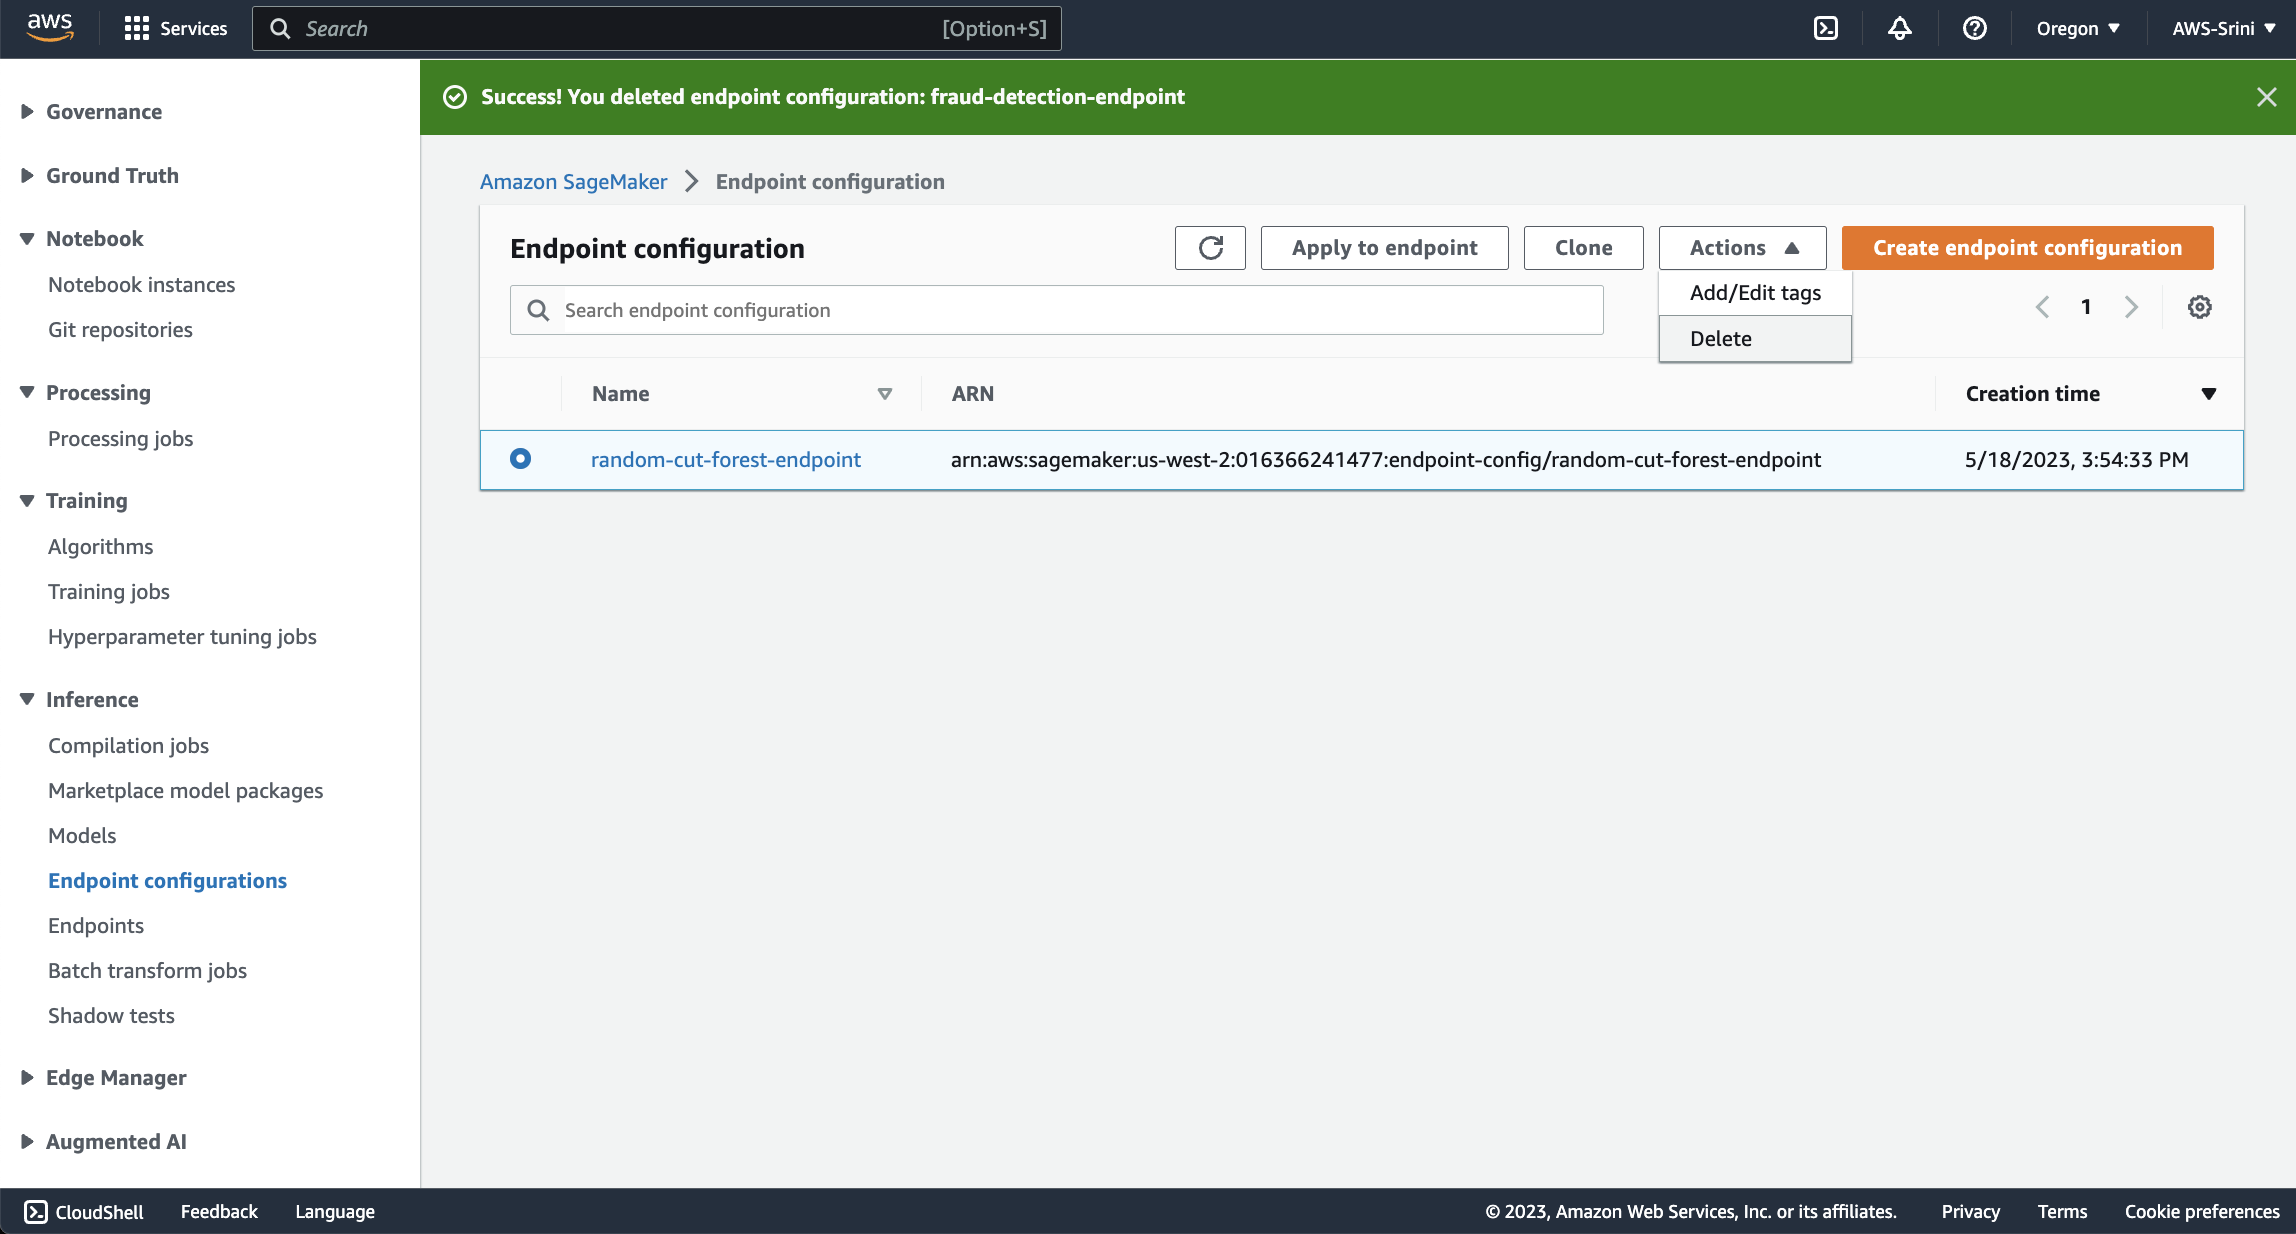 aws
Services
Search
[Option+S]
Oregon
AWS-Srini
Governance
Ground Truth
Notebook
Notebook instances
Git repositories
Processing
Processing jobs
Training
Algorithms
Training jobs
Hyperparameter tuning jobs
Inference
Compilation jobs
Marketplace model packages
Models
Endpoint configurations
Endpoints
Batch transform jobs
Shadow tests
Edge Manager
Augmented AI
Success! You deleted endpoint configuration: fraud-detection-endpoint
Amazon SageMaker
Endpoint configuration
Endpoint configuration
Apply to endpoint
Clone
Actions
Create endpoint configuration
Add/Edit tags
Delete
Search endpoint configuration
1
Name
ARN
Creation time
random-cut-forest-endpoint
arn:aws:sagemaker:us-west-2:016366241477:endpoint-config/random-cut-forest-endpoint
5/18/2023, 3:54:33 PM
CloudShell
Feedback
Language
© 2023, Amazon Web Services, Inc. or its affiliates.
Privacy
Terms
Cookie preferences